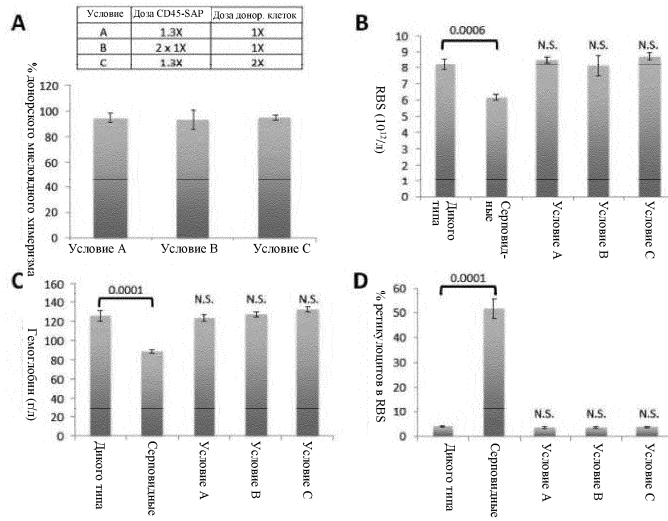 A
Условие Доза CD45-SAP Доза донор. клеток
A 1.3X 1X
B 2 x 1X 1X
C 1.3X 2X
% донорского миелоидного химеризма
120
100
80
60
40
20
0
Условие А Условие В Условие С
B
0.0006
N.S. N.S. N.S.
RBS (10¹²/л)
10
9
8
7
6
5
4
3
2
1
1
Дикого типа
Серповид-
ные
Условие А
Условие В
Условие С
C
0.0001
N.S. N.S. N.S.
Гемоглобин (г/л)
160
140
120
100
80
60
40
20
0
Дикого типа
Серповидные
Условие А
Условие В
Условие С
D
0.0001
N.S. N.S. N.S.
% ретикулоцитов в RBS
60
50
40
30
20
10
0
Дикого типа
Серповидные
Условие А
Условие В
Условие С